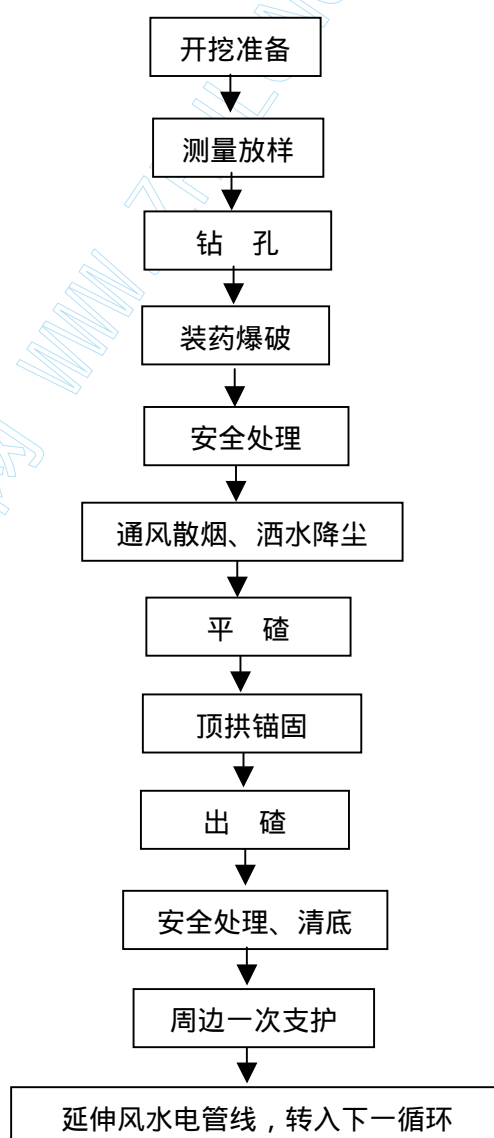 开挖准备
测量放样
钻 孔
装药爆破
安全处理
通风散烟、洒水降尘
平 碴
顶拱锚固
出 碴
安全处理、清底
周边一次支护
延伸风水电管线，转入下一循环